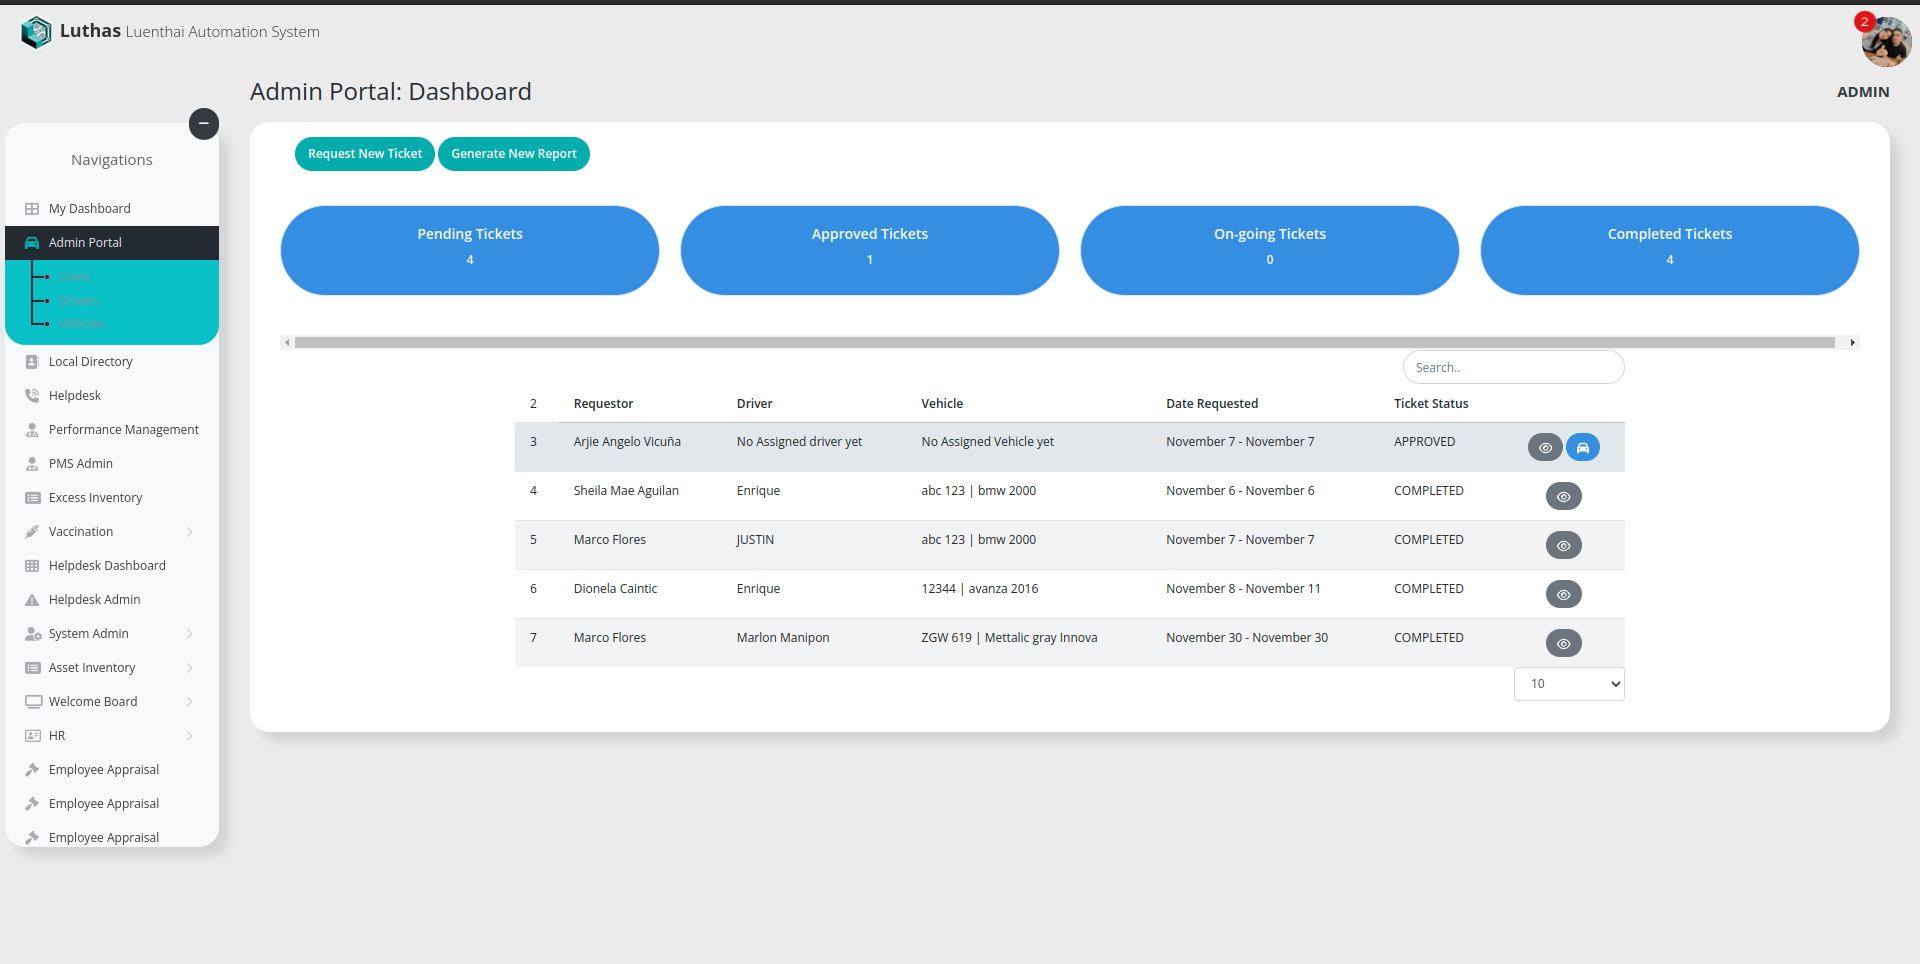 Luthas Luenthai Automation System
2
Admin Portal: Dashboard
ADMIN
Navigations
My Dashboard
Admin Portal
Users
Drivers
Vehicles
Local Directory
Helpdesk
Performance Management
PMS Admin
Excess Inventory
Vaccination
Helpdesk Dashboard
Helpdesk Admin
System Admin
Asset Inventory
Welcome Board
HR
Employee Appraisal
Employee Appraisal
Employee Appraisal
Request New Ticket Generate New Report
Pending Tickets
4
Approved Tickets
1
On-going Tickets
0
Completed Tickets
4
Search..
2 Requestor Driver Vehicle Date Requested Ticket Status
3 Arjie Angelo Vicuña No Assigned driver yet No Assigned Vehicle yet November 7 - November 7 APPROVED
4 Sheila Mae Aguilan Enrique abc 123 | bmw 2000 November 6 - November 6 COMPLETED
5 Marco Flores JUSTIN abc 123 | bmw 2000 November 7 - November 7 COMPLETED
6 Dionela Caintic Enrique 12344 | avanza 2016 November 8 - November 11 COMPLETED
7 Marco Flores Marlon Manipon ZGW 619 | Mettalic gray Innova November 30 - November 30 COMPLETED
10